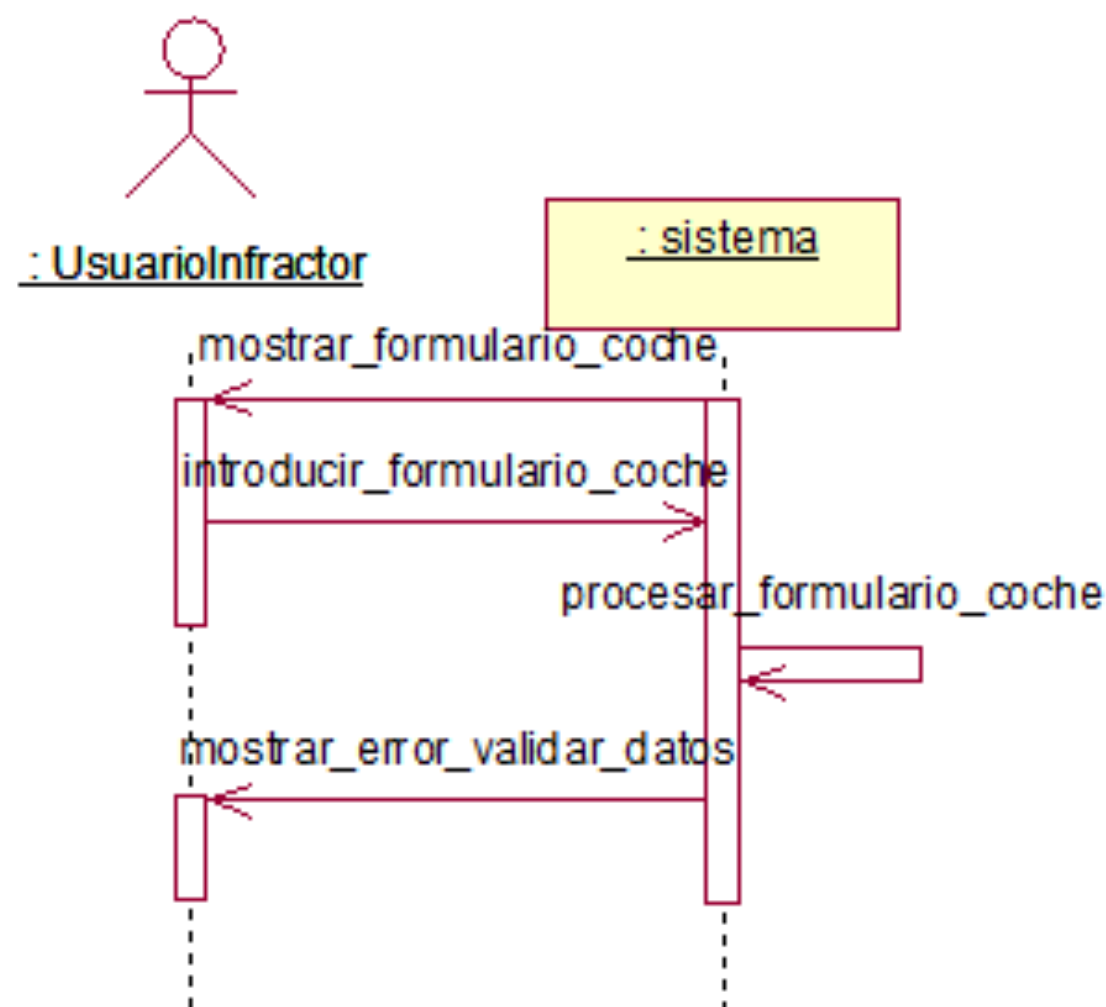 : UsuarioInfractor
: sistema
mostrar_formulario_coche
introducir_formulario_coche
procesar_formulario_coche
mostrar_error_validar_datos